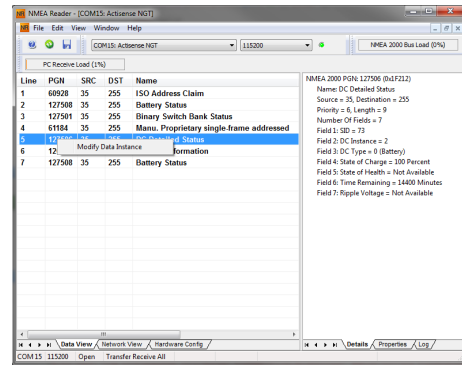 NMEA Reader - [COM15: Actisense NGT]
File Edit View Window Help
COM15: Actisense NGT 115200 NMEA 2000 Bus Load (0%)
PC Receive Load (1%)
Line PGN SRC DST Name
1 60928 35 255 ISO Address Claim
2 127508 35 255 Battery Status
3 127501 35 255 Binary Switch Bank Status
4 61184 35 255 Manu. Proprietary single-frame addressed
5 127506 35 255 DC Detailed Status
Modify Data Instance
6 12 formation
7 127508 35 255 Battery Status
Data View Network View Hardware Config
NMEA 2000 PGN: 127506 (0x1F212)
Name: DC Detailed Status
Source = 35, Destination = 255
Priority = 6, Length = 9
Number Of Fields = 7
Field 1: SID = 73
Field 2: DC Instance = 2
Field 3: DC Type = 0 (Battery)
Field 4: State of Charge = 100 Percent
Field 5: State of Health = Not Available
Field 6: Time Remaining = 14400 Minutes
Field 7: Ripple Voltage = Not Available
Details Properties Log
COM 15 115200 Open Transfer Receive All